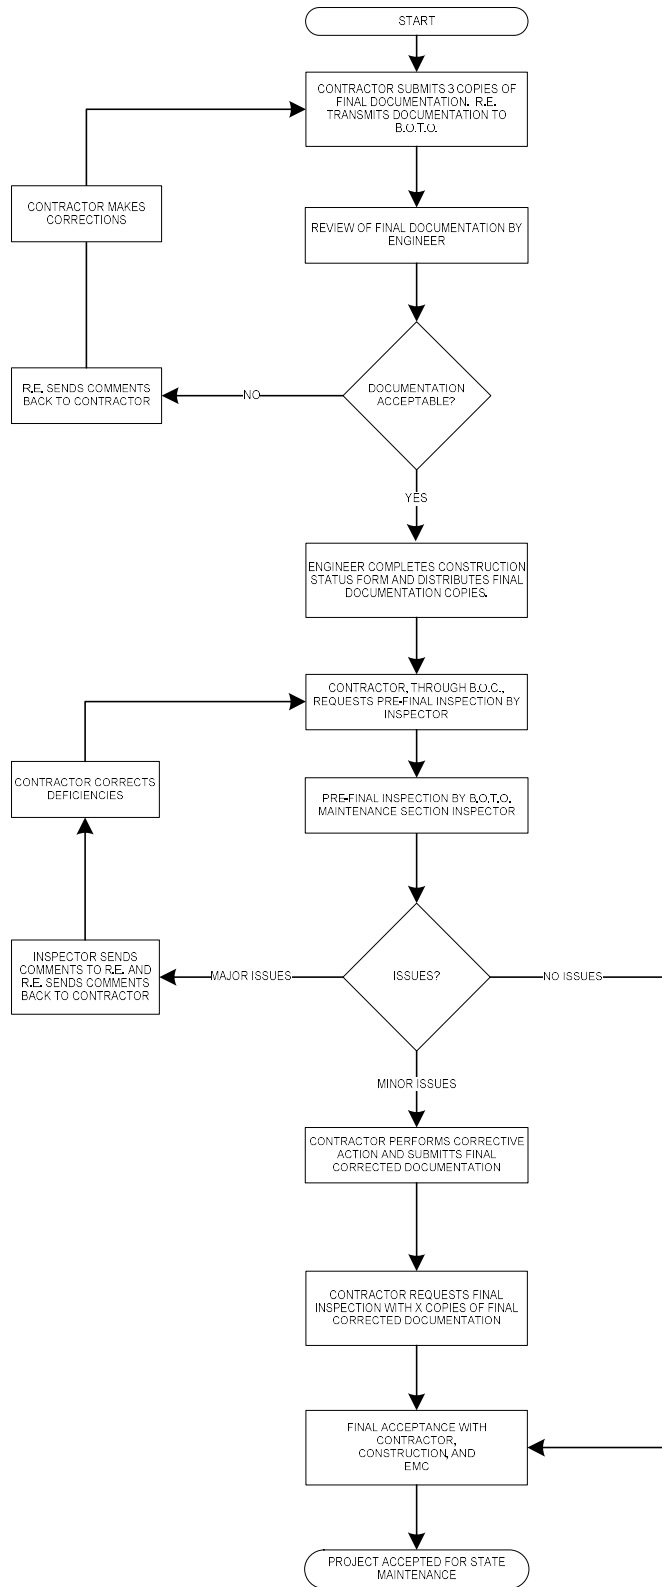 START
CONTRACTOR SUBMITS 3 COPIES OF
FINAL DOCUMENTATION. R.E.
TRANSMITS DOCUMENTATION TO
B.O.T.O.
CONTRACTOR MAKES
CORRECTIONS
REVIEW OF FINAL DOCUMENTATION BY
ENGINEER
R.E. SENDS COMMENTS
BACK TO CONTRACTOR
NO
DOCUMENTATION
ACCEPTABLE?
YES
ENGINEER COMPLETES CONSTRUCTION
STATUS FORM AND DISTRIBUTES FINAL
DOCUMENTATION COPIES.
CONTRACTOR, THROUGH B.O.C.,
REQUESTS PRE-FINAL INSPECTION BY
INSPECTOR
CONTRACTOR CORRECTS
DEFICIENCIES
PRE-FINAL INSPECTION BY B.O.T.O.
MAINTENANCE SECTION INSPECTOR
INSPECTOR SENDS
COMMENTS TO R.E. AND
R.E. SENDS COMMENTS
BACK TO CONTRACTOR
MAJOR ISSUES
ISSUES?
NO ISSUES
MINOR ISSUES
CONTRACTOR PERFORMS CORRECTIVE
ACTION AND SUBMITTS FINAL
CORRECTED DOCUMENTATION
CONTRACTOR REQUESTS FINAL
INSPECTION WITH X COPIES OF FINAL
CORRECTED DOCUMENTATION
FINAL ACCEPTANCE WITH
CONTRACTOR,
CONSTRUCTION, AND
EMC
PROJECT ACCEPTED FOR STATE
MAINTENANCE